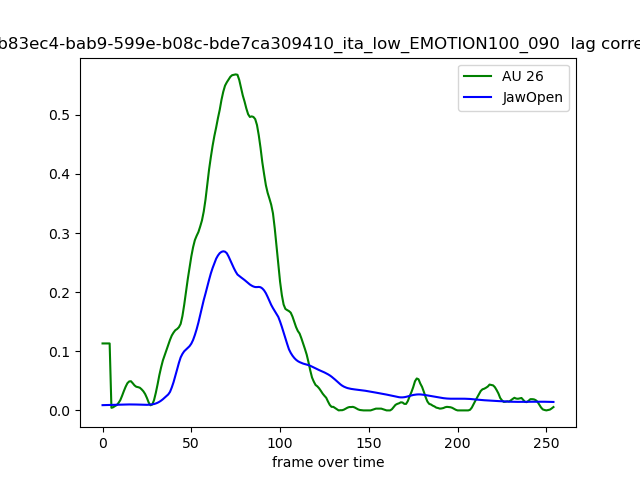 b83ec4-bab9-599e-b08c-bde7ca309410_ita_low_EMOTION100_090 lag corre
AU 26
JawOpen
0.5
0.4
0.3
0.2
0.1
0.0
0 50 100 150 200 250
frame over time